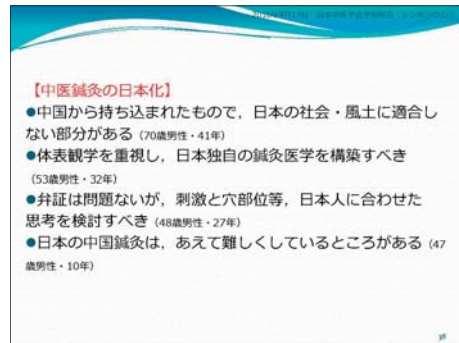 【中医鍼灸の日本化】
●中国から持ち込まれたもので，日本の社会・風土に適合し
ない部分がある（70歳男性・41年）
●体表観学を重視し，日本独自の鍼灸医学を構築すべき
（53歳男性・32年）
●弁証は問題ないが，刺激と穴部位等，日本人に合わせた
思考を検討すべき（48歳男性・27年）
●日本の中国鍼灸は，あえて難しくしているところがある（47
歳男性・10年）